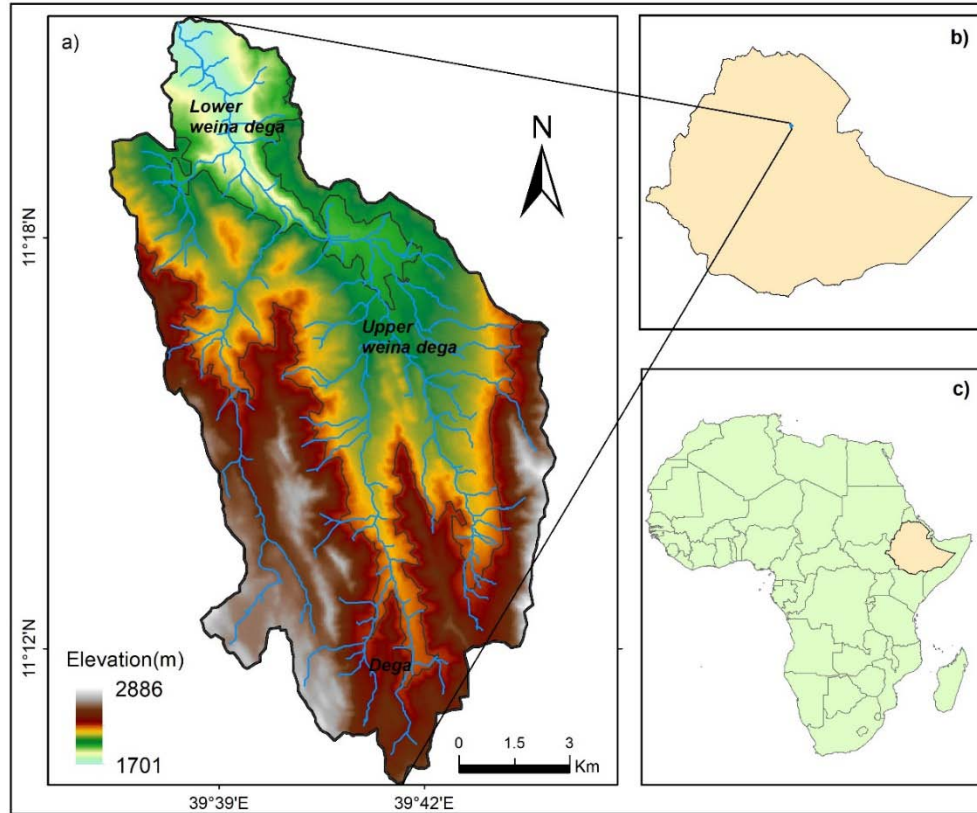 a)
Lower
weina dega
N
Upper
weina dega
Dega
11°18'N
11°12'N
Elevation(m)
2886
1701
0 1.5 3
Km
39°39'E 39°42'E
b)
c)